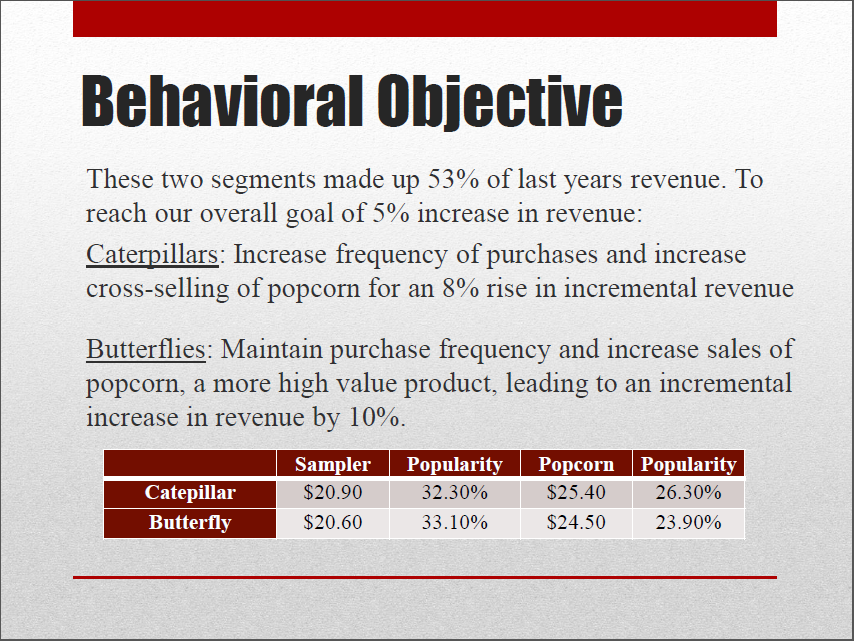 Behavioral Objective
These two segments made up 53% of last years revenue. To
reach our overall goal of 5% increase in revenue:
Caterpillars: Increase frequency of purchases and increase
cross-selling of popcorn for an 8% rise in incremental revenue
Butterflies: Maintain purchase frequency and increase sales of
popcorn, a more high value product, leading to an incremental
increase in revenue by 10%.
Sampler Popularity Popcorn Popularity
Catepillar $20.90 32.30% $25.40 26.30%
Butterfly $20.60 33.10% $24.50 23.90%